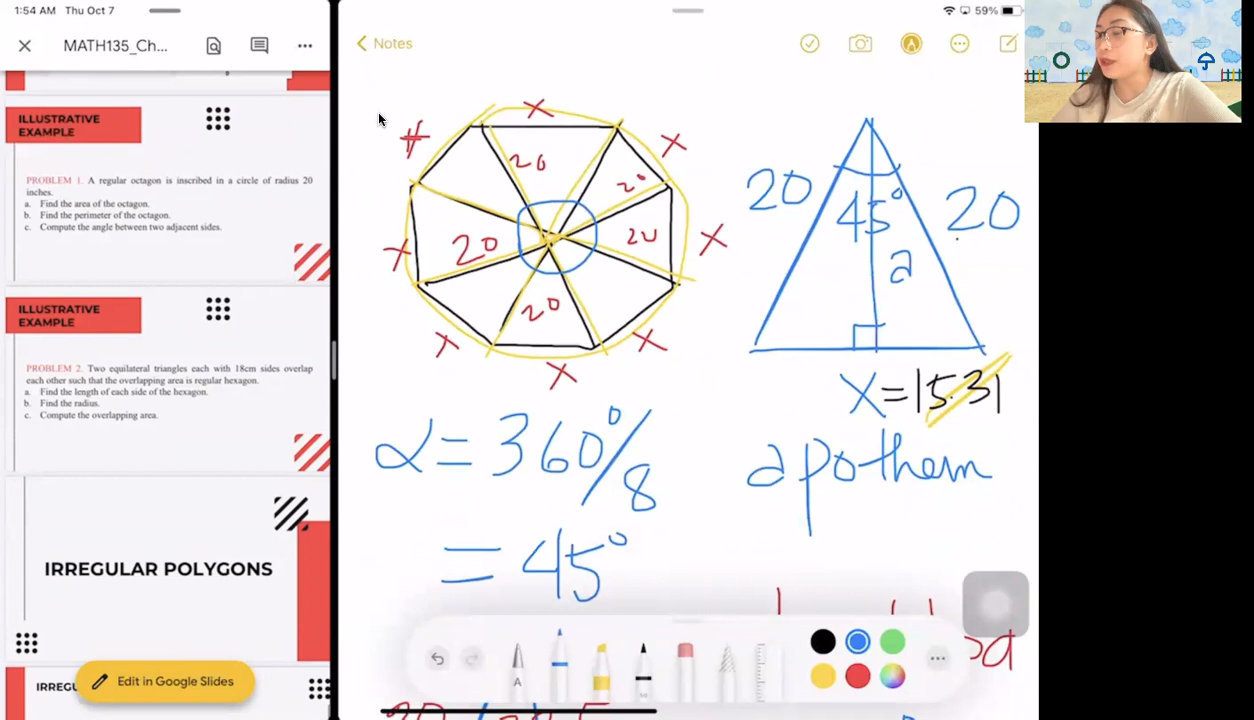 1:54 AM Thu Oct 7
59%
MATH135_Ch...
ILLUSTRATIVE
EXAMPLE
PROBLEM 1. A regular octagon is inscribed in a circle of radius 20
inches.
a. Find the area of the octagon.
b. Find the perimeter of the octagon.
c. Compute the angle between two adjacent sides.
ILLUSTRATIVE
EXAMPLE
PROBLEM 2. Two equilateral triangles each with 18cm sides overlap
each other such that the overlapping area is regular hexagon.
a. Find the length of each side of the hexagon.
b. Find the radius.
c. Compute the overlapping area.
IRREGULAR POLYGONS
IRREGU
Edit in Google Slides
Notes
x
x
x
20
20
20
20
x
x
20
x
x
x
α = 360°/8
= 45°
20
45°
20
a
x = 15.31
apothem
A
50